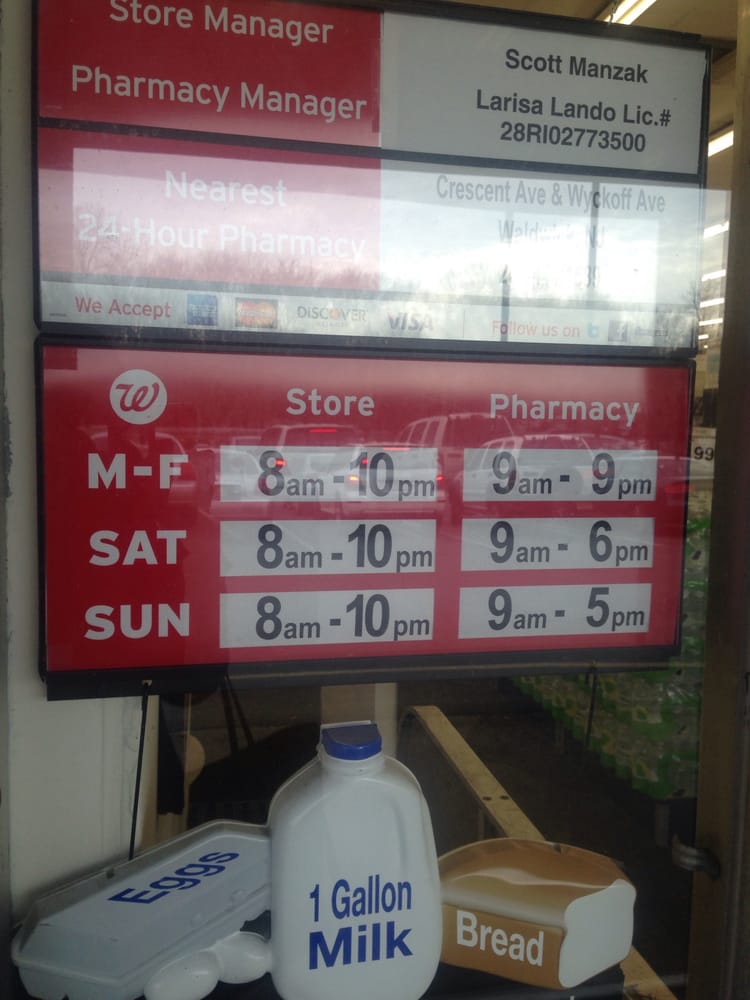 Store Manager
Scott Manzak
Pharmacy Manager
Larisa Lando Lic.#
28RI02773500
Nearest
24-Hour Pharmacy
Crescent Ave & Wyckoff Ave
NJ
We Accept
DISCOVER
VISA
Follow us on
W
Store Pharmacy
M-F 8am - 10pm 9am - 9pm
SAT 8am - 10pm 9am - 6pm
SUN 8am - 10pm 9am - 5pm
99
Eggs
1 Gallon
Milk
Bread